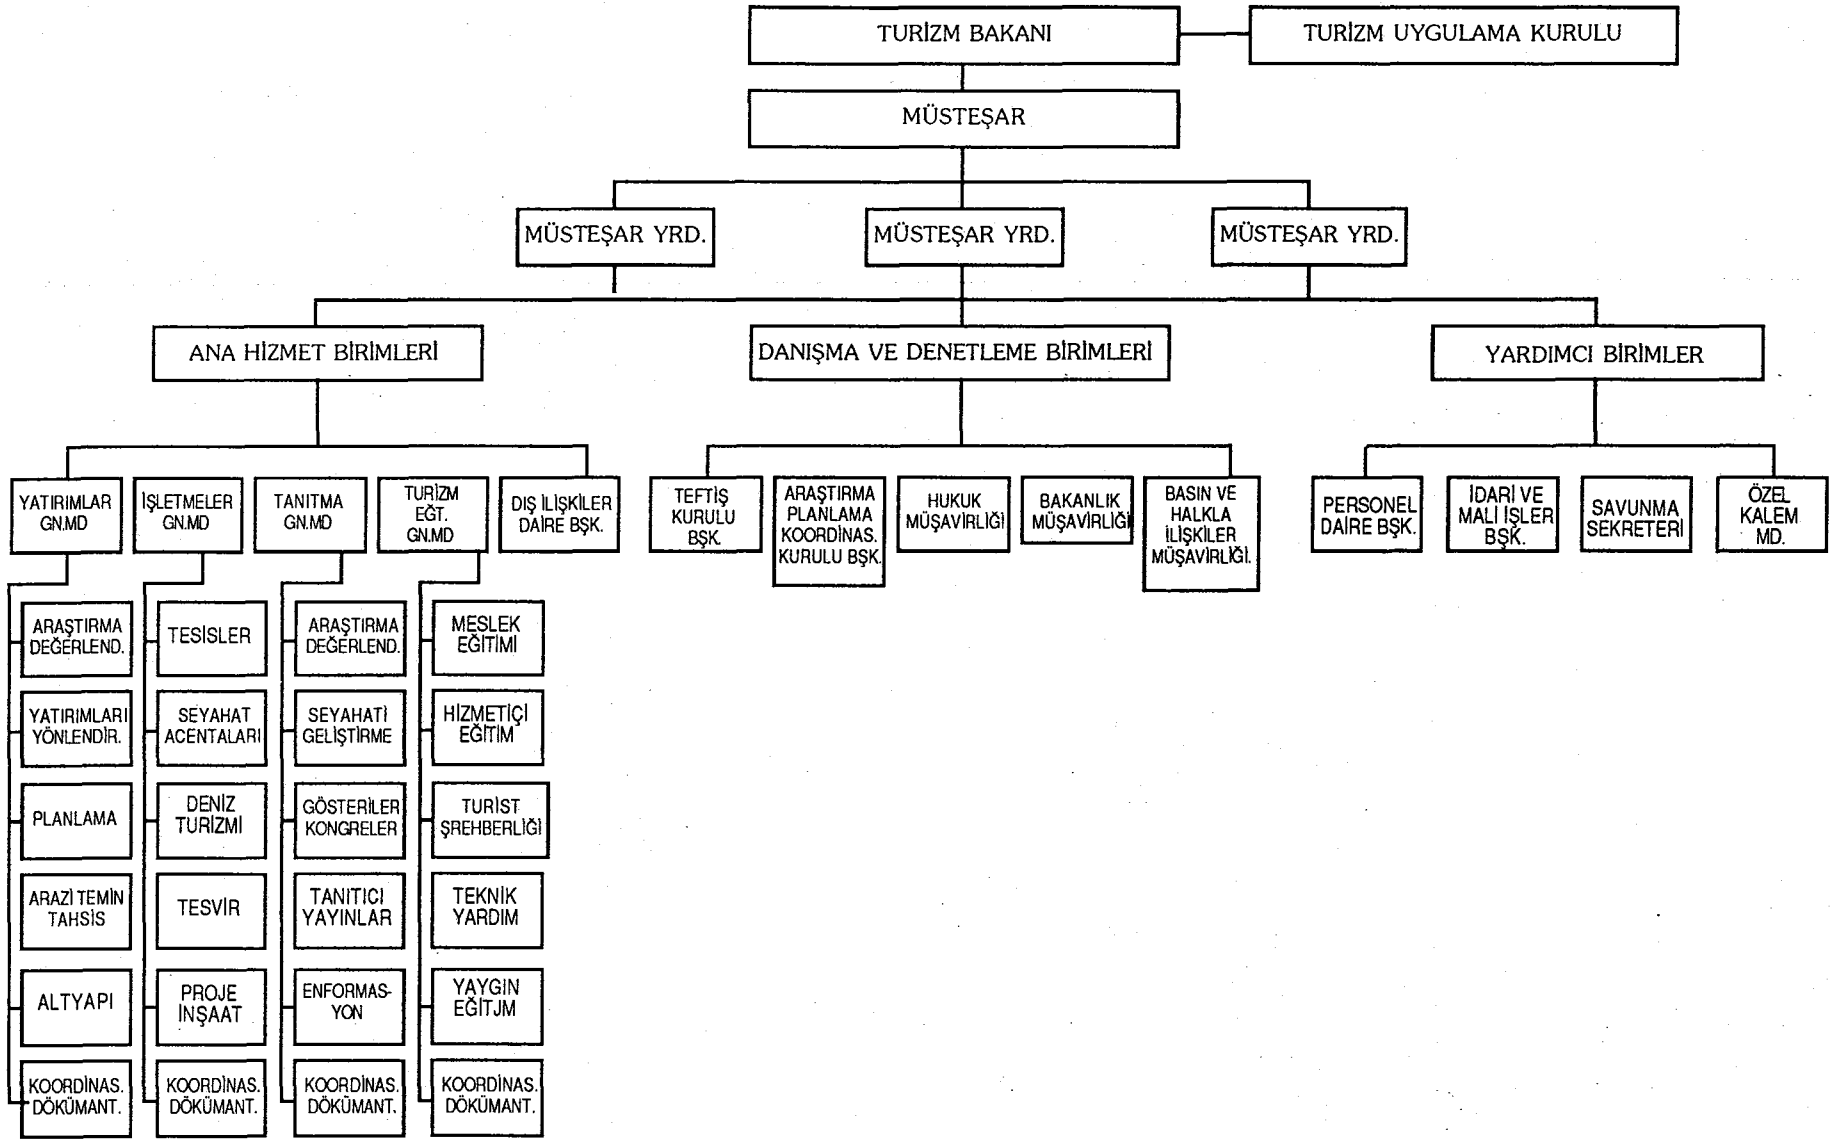 TURİZM BAKANI
TURİZM UYGULAMA KURULU
MÜSTEŞAR
MÜSTEŞAR YRD.
MÜSTEŞAR YRD.
MÜSTEŞAR YRD.
ANA HİZMET BİRİMLERİ
DANIŞMA VE DENETLEME BİRİMLERİ
YARDIMCI BİRİMLER
YATIRIMLAR
GN.MD
İŞLETMELER
GN.MD
TANITMA
GN.MD
TURİZM
EĞT.
GN.MD
DIŞ İLİŞKİLER
DAİRE BŞK.
TEFTİŞ
KURULU
BŞK.
ARAŞTIRMA
PLANLAMA
KOORDİNAS.
KURULU BŞK.
HUKUK
MÜŞAVİRLİĞİ
BAKANLIK
MÜŞAVİRLİĞİ
BASIN VE
HALKLA
İLİŞKİLER
MÜŞAVİRLİĞİ.
PERSONEL
DAİRE BŞK.
İDARİ VE
MALİ İŞLER
BŞK.
SAVUNMA
SEKRETERİ
ÖZEL
KALEM
MD.
ARAŞTIRMA
DEĞERLEND.
YATIRIMLARI
YÖNLENDİR.
PLANLAMA
ARAZİ TEMİN
TAHSİS
ALTYAPI
KOORDİNAS.
DÖKÜMANT.
TESİSLER
SEYAHAT
ACENTALARI
DENİZ
TURİZMİ
TESVİR
PROJE
İNŞAAT
KOORDİNAS.
DÖKÜMANT.
ARAŞTIRMA
DEĞERLEND.
SEYAHATİ
GELİŞTİRME
GÖSTERİLER
KONGRELER
TANITICI
YAYINLAR
ENFORMAS-
YON
KOORDİNAS.
DÖKÜMANT.
MESLEK
EĞİTİMİ
HİZMETİÇİ
EĞİTİM
TURİST
ŞREHBERLİĞİ
TEKNİK
YARDIM
YAYGIN
EĞİTJM
KOORDİNAS.
DÖKÜMANT.